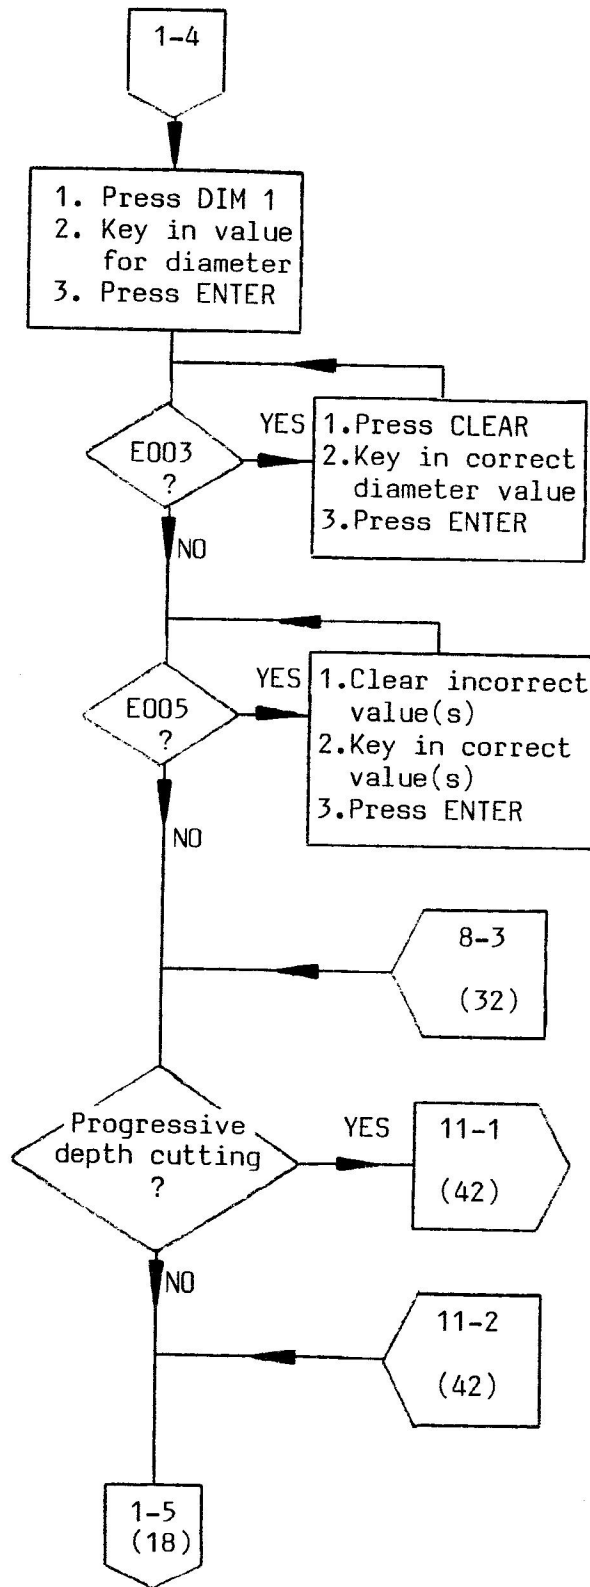 1-4
1. Press DIM 1
2. Key in value
for diameter
3. Press ENTER
E003
?
YES
1.Press CLEAR
2.Key in correct
diameter value
3.Press ENTER
NO
E005
?
YES
1.Clear incorrect
value(s)
2.Key in correct
value(s)
3.Press ENTER
NO
8-3
(32)
Progressive
depth cutting
?
YES
11-1
(42)
NO
11-2
(42)
1-5
(18)